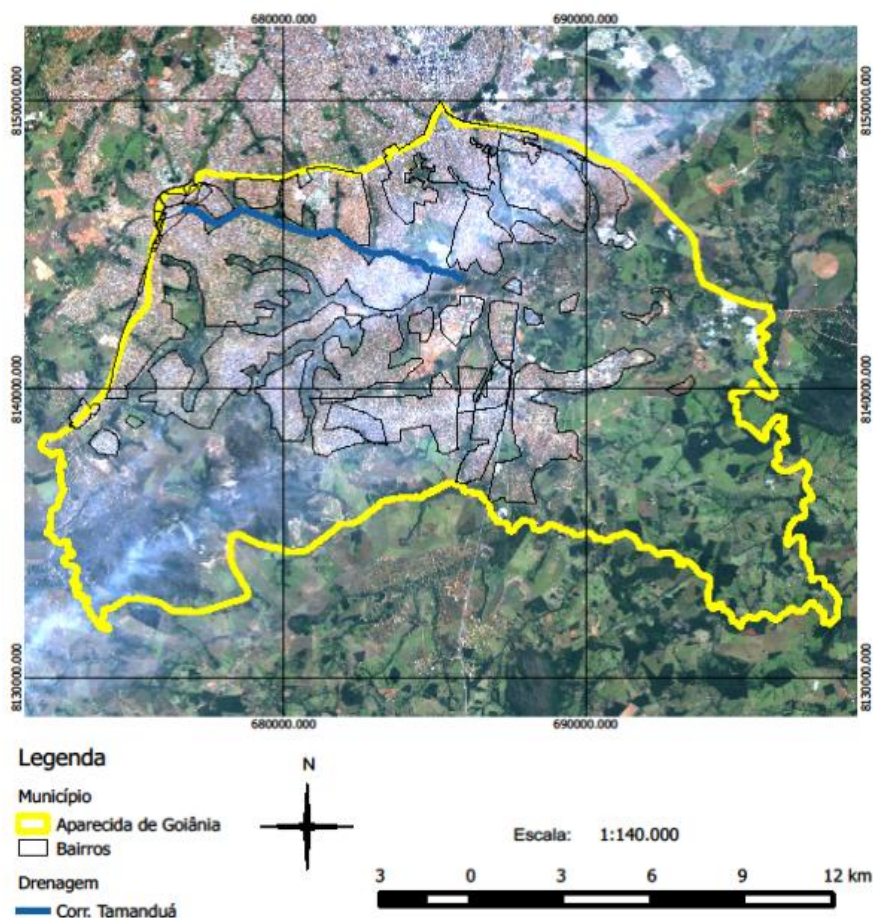 680000.000 690000.000
8150000.000 8150000.000
8140000.000 8140000.000
8130000.000 8130000.000
680000.000 690000.000
Legenda
N
Município
Aparecida de Goiânia
Bairros
Escala: 1:140.000
Drenagem
3 0 3 6 9 12 km
Corr. Tamanduá